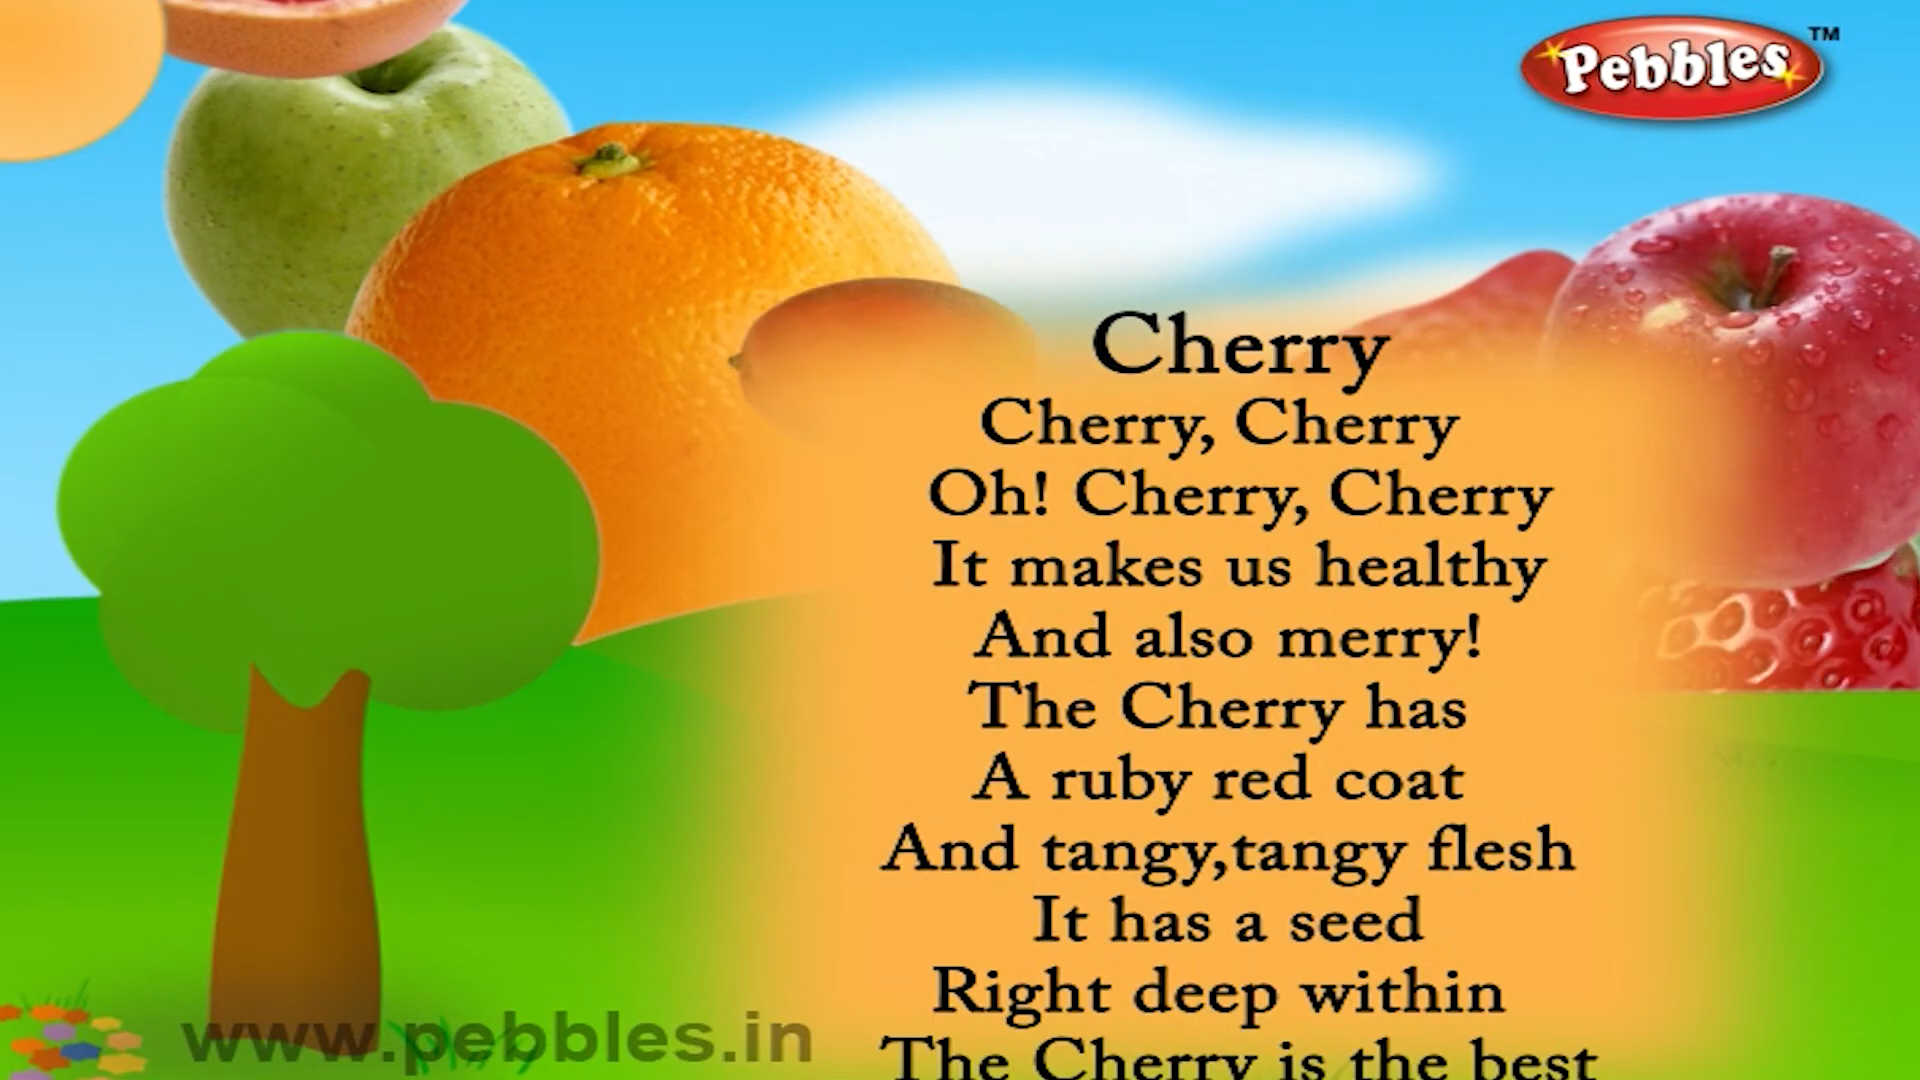 Pebbles TM
Cherry
Cherry, Cherry
Oh! Cherry, Cherry
It makes us healthy
And also merry!
The Cherry has
A ruby red coat
And tangy,tangy flesh
It has a seed
Right deep within
The Cherry is the best
www.pebbles.in